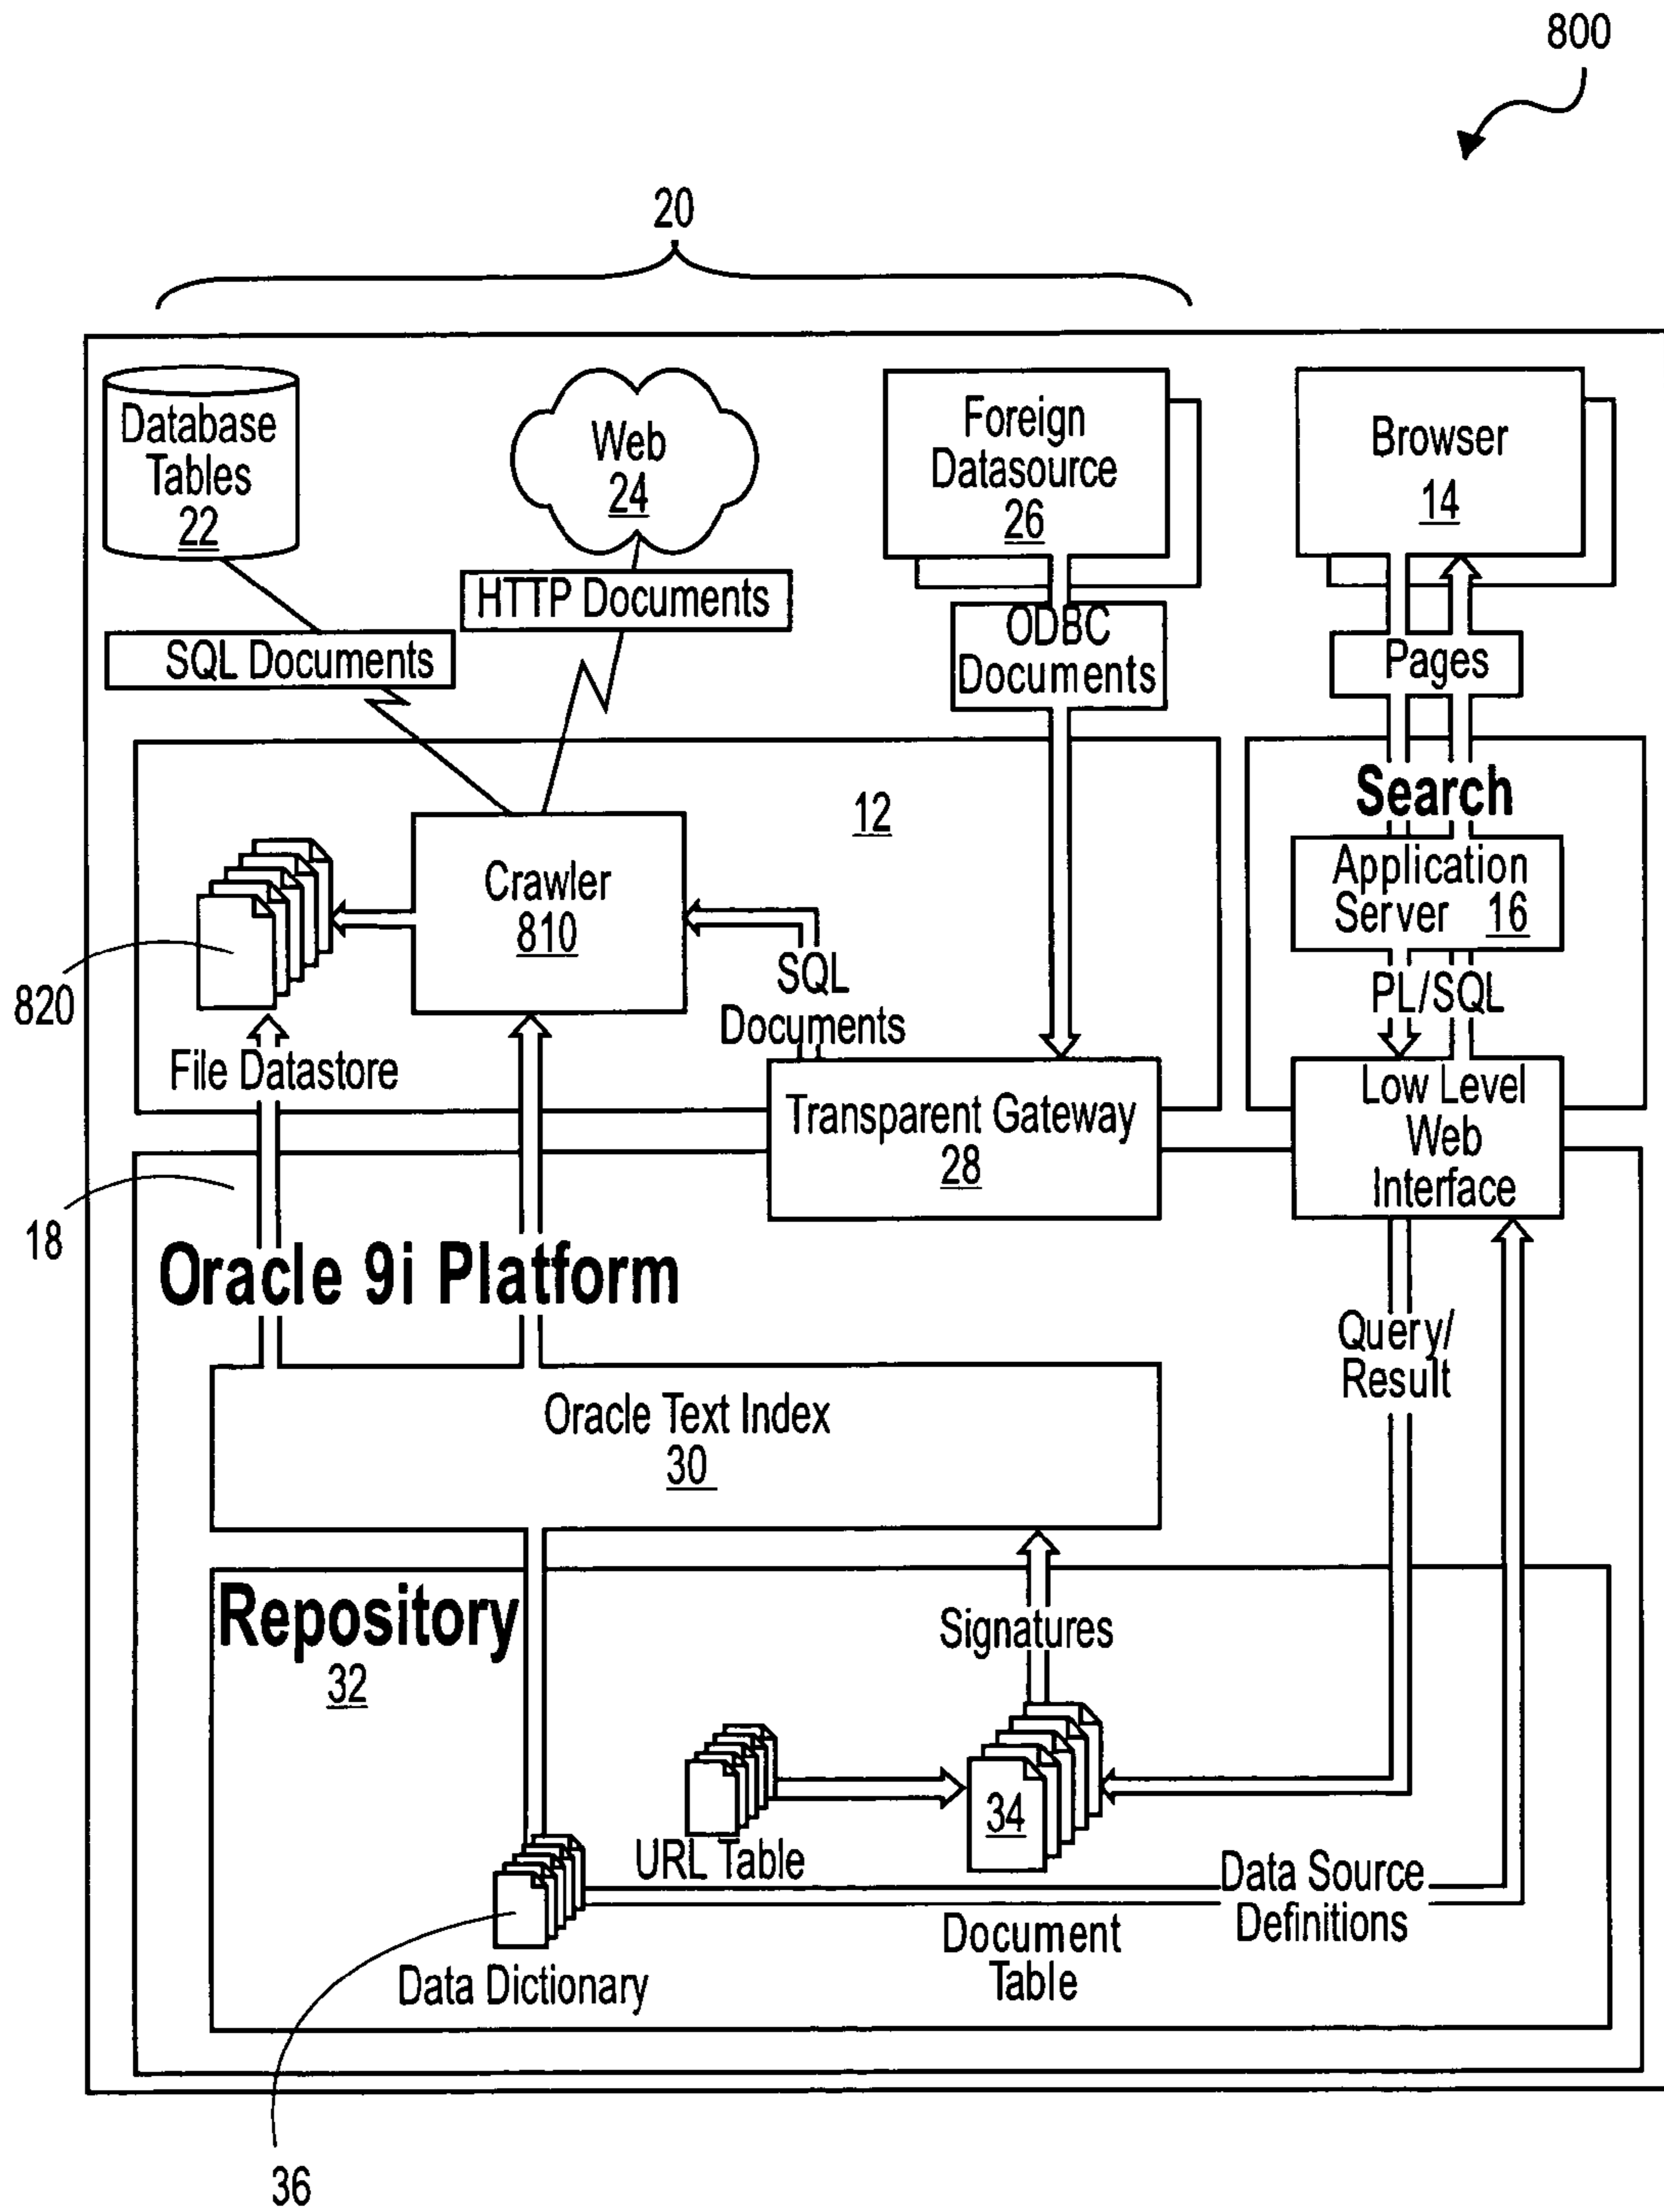 800
20
Database
Tables
22
Web
24
Foreign
Datasource
26
Browser
14
HTTP Documents
SQL Documents
ODBC
Documents
Pages
12
Search
Crawler
810
Application
Server 16
820
SQL
Documents
PL/SQL
File Datastore
Transparent Gateway
28
Low Level
Web
Interface
18
Oracle 9i Platform
Query/
Result
Oracle Text Index
30
Repository
32
Signatures
34
URL Table
Data Source
Definitions
Document
Table
Data Dictionary
36